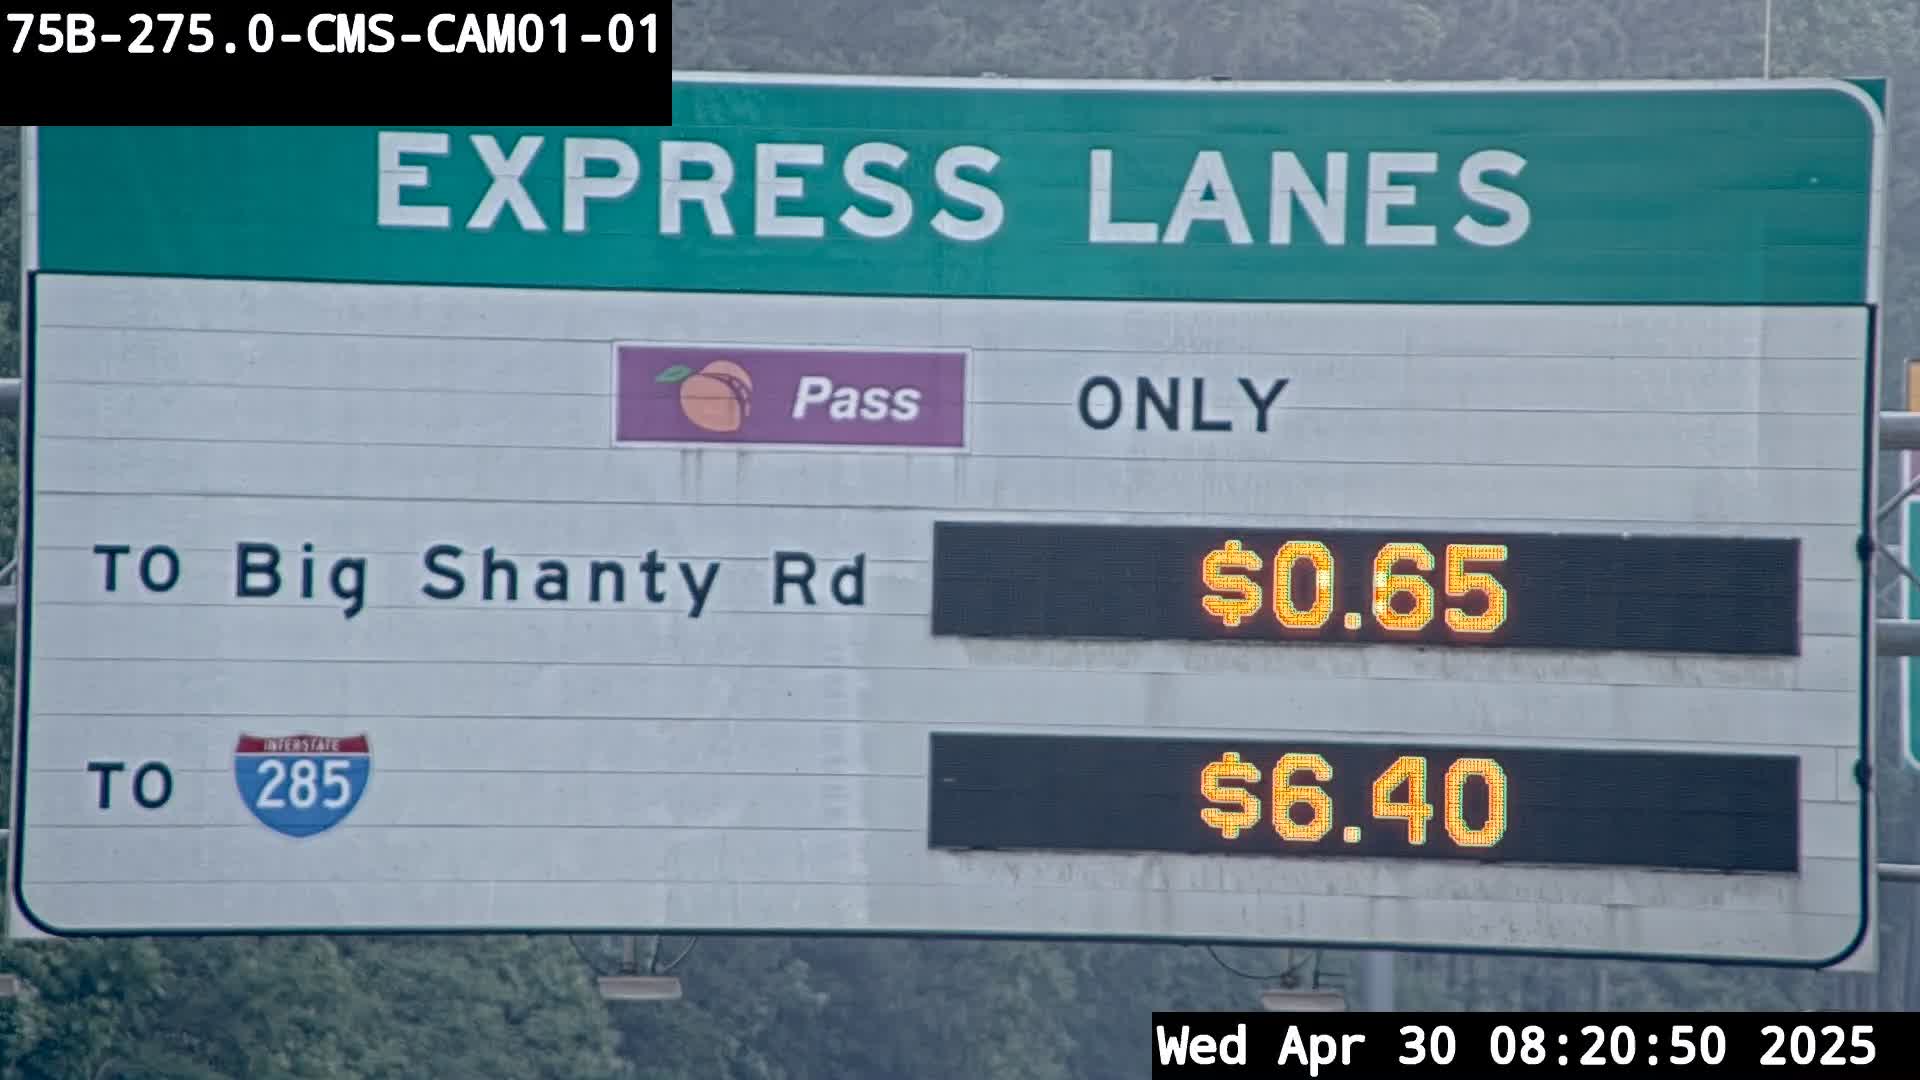 75B-275.0-CMS-CAM01-01
EXPRESS LANES
Pass ONLY
TO Big Shanty Rd $0.65
INTERSTATE
TO 285 $6.40
Wed Apr 30 08:20:50 2025